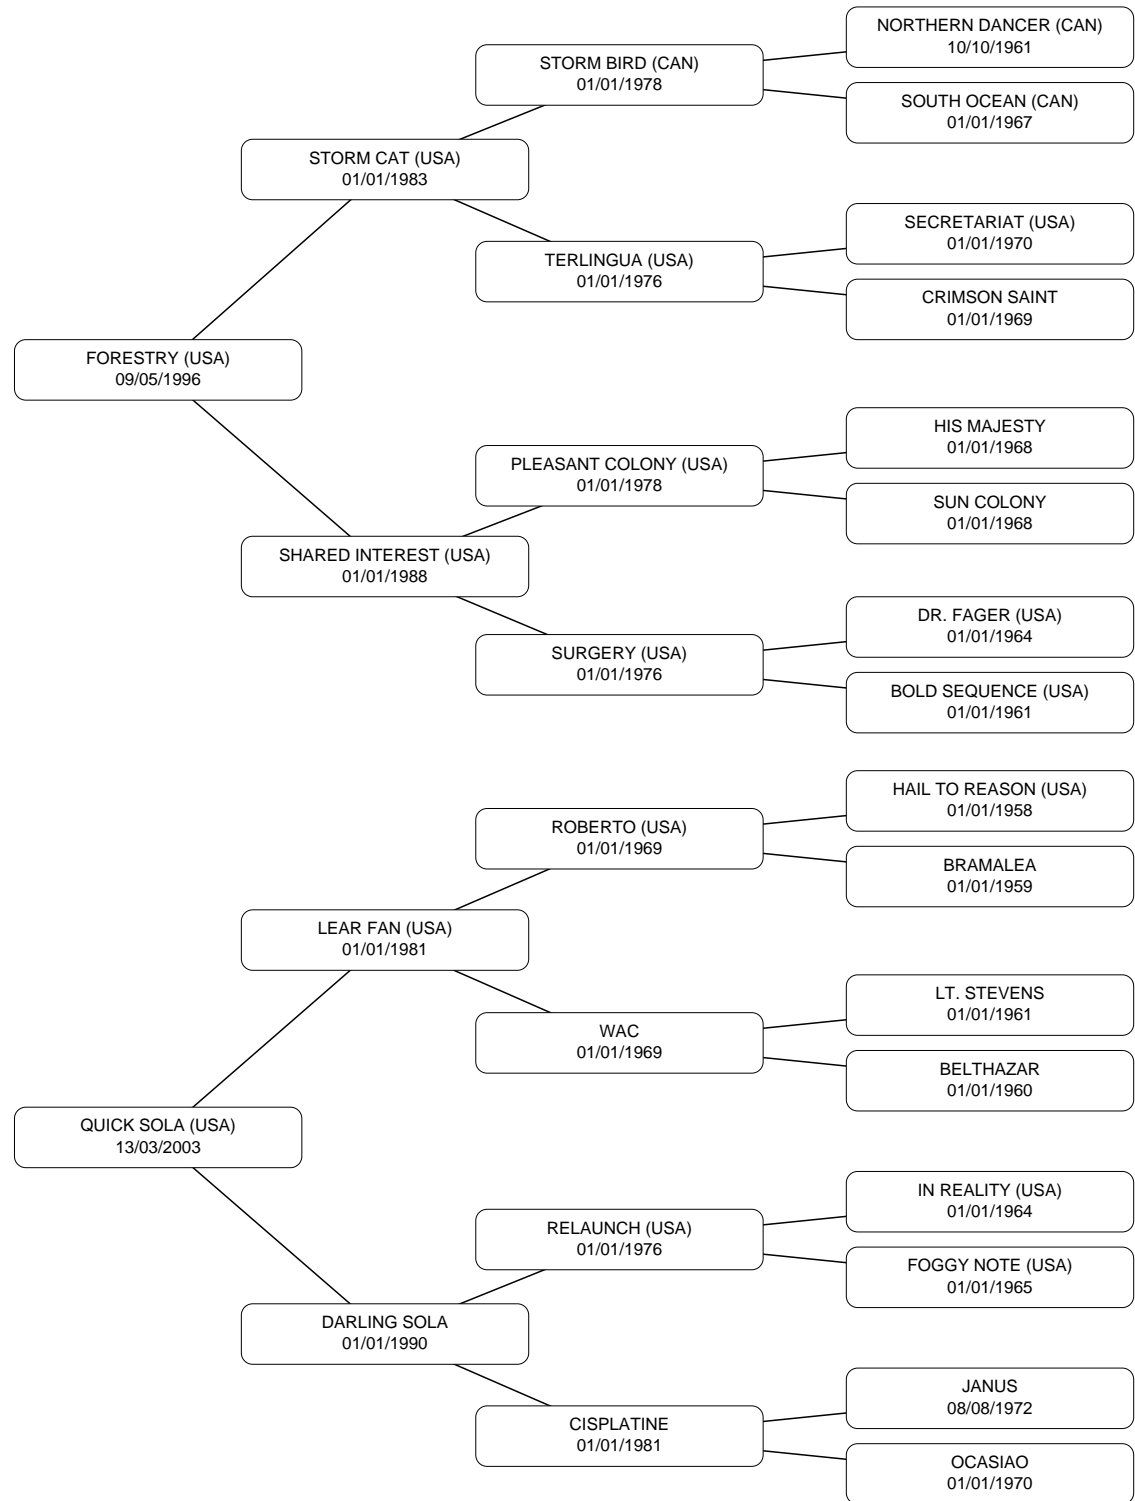 NORTHERN DANCER (CAN)
10/10/1961
STORM BIRD (CAN)
01/01/1978
SOUTH OCEAN (CAN)
01/01/1967
STORM CAT (USA)
01/01/1983
SECRETARIAT (USA)
01/01/1970
TERLINGUA (USA)
01/01/1976
CRIMSON SAINT
01/01/1969
FORESTRY (USA)
09/05/1996
HIS MAJESTY
01/01/1968
PLEASANT COLONY (USA)
01/01/1978
SUN COLONY
01/01/1968
SHARED INTEREST (USA)
01/01/1988
DR. FAGER (USA)
01/01/1964
SURGERY (USA)
01/01/1976
BOLD SEQUENCE (USA)
01/01/1961
HAIL TO REASON (USA)
01/01/1958
ROBERTO (USA)
01/01/1969
BRAMALEA
01/01/1959
LEAR FAN (USA)
01/01/1981
LT. STEVENS
01/01/1961
WAC
01/01/1969
BELTHAZAR
01/01/1960
QUICK SOLA (USA)
13/03/2003
IN REALITY (USA)
01/01/1964
RELAUNCH (USA)
01/01/1976
FOGGY NOTE (USA)
01/01/1965
DARLING SOLA
01/01/1990
JANUS
08/08/1972
CISPLATINE
01/01/1981
OCASIAO
01/01/1970